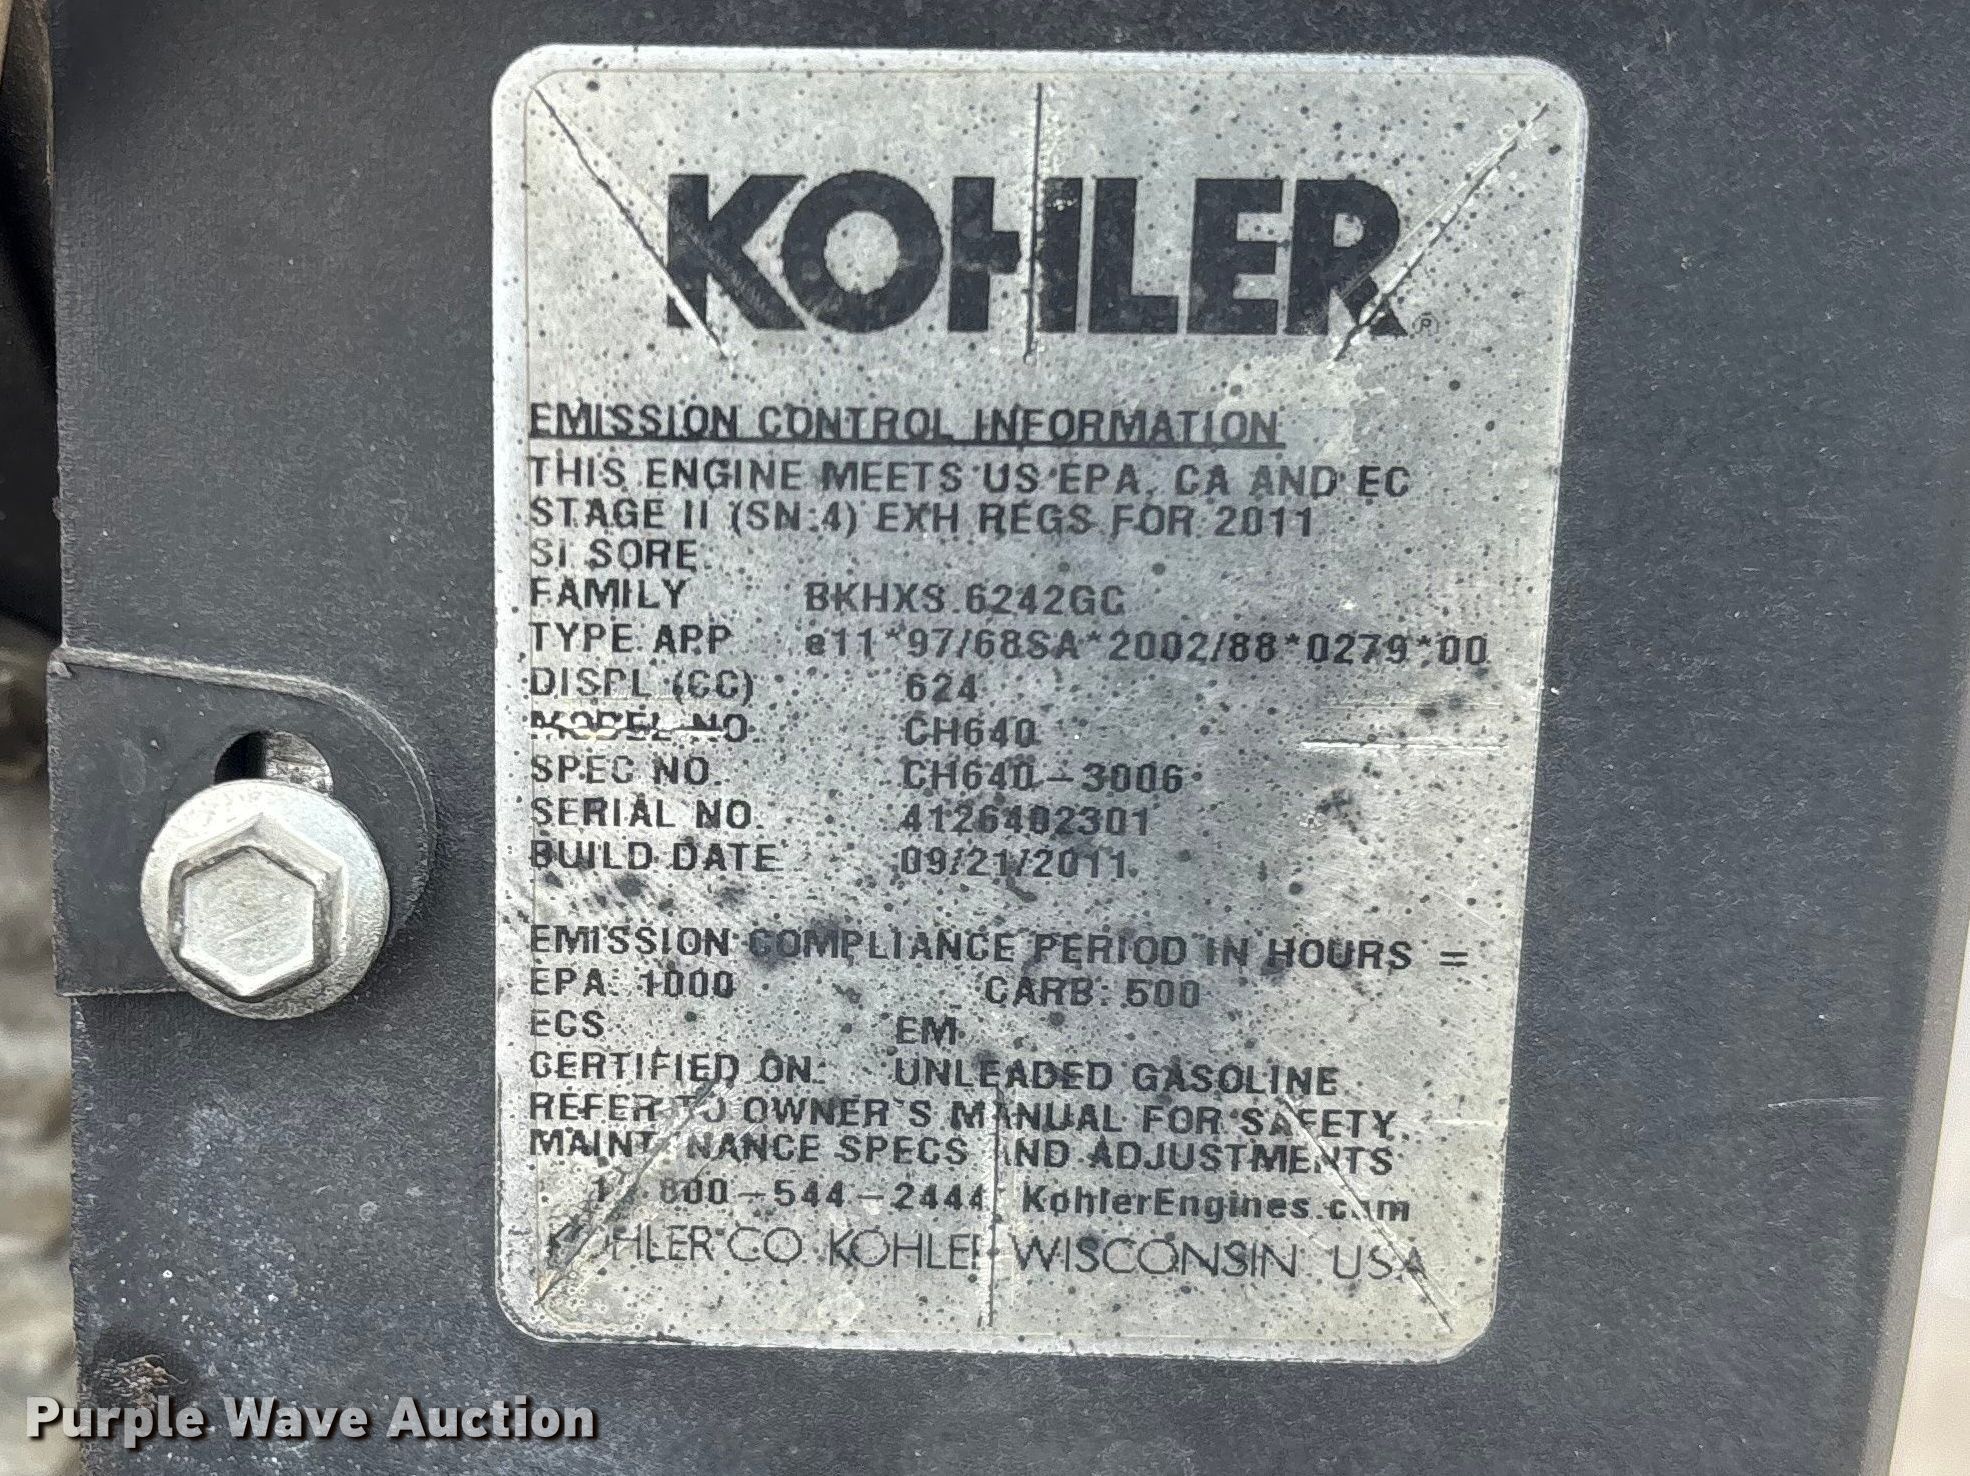 KOHLER®
EMISSION CONTROL INFORMATION
THIS ENGINE MEETS US EPA, CA AND EC
STAGE II (SN:4) EXH REGS FOR 2011
SI SORE
FAMILY BKHXS.6242GC
TYPE APP e11*97/68SA*2002/88*0279*00
DISPL (CC) 624
MODEL NO. CH640
SPEC NO. CH640-3006
SERIAL NO. 4126402301
BUILD DATE 09/21/2011
EMISSION COMPLIANCE PERIOD IN HOURS =
EPA: 1000 CARB: 500
ECS EM
CERTIFIED ON: UNLEADED GASOLINE
REFER TO OWNER'S MANUAL FOR SAFETY,
MAINTENANCE SPECS AND ADJUSTMENTS
1-800-544-2444 KohlerEngines.com
KOHLER CO. KOHLER WISCONSIN USA
Purple Wave Auction